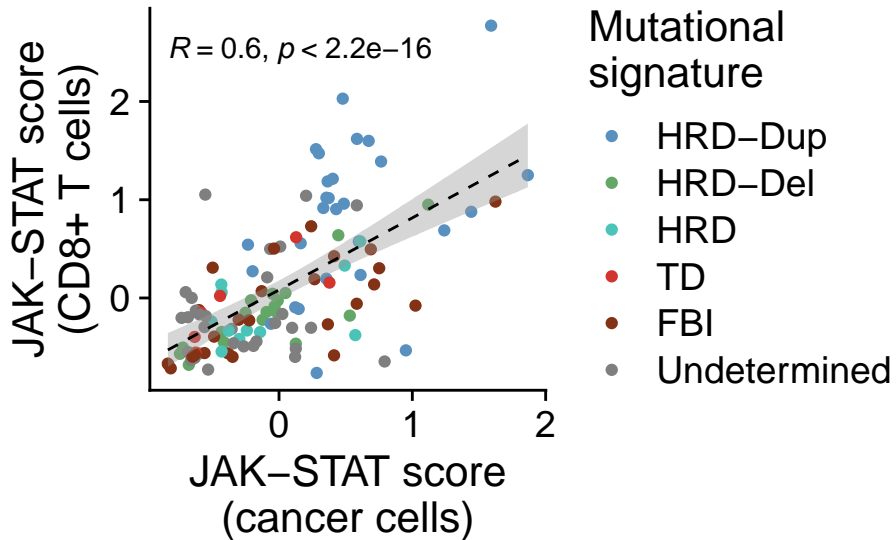 R = 0.6, p < 2.2e−16
JAK−STAT score
(CD8+ T cells)
2
1
0
0
1
2
JAK−STAT score
(cancer cells)
Mutational
signature
HRD−Dup
HRD−Del
HRD
TD
FBI
Undetermined